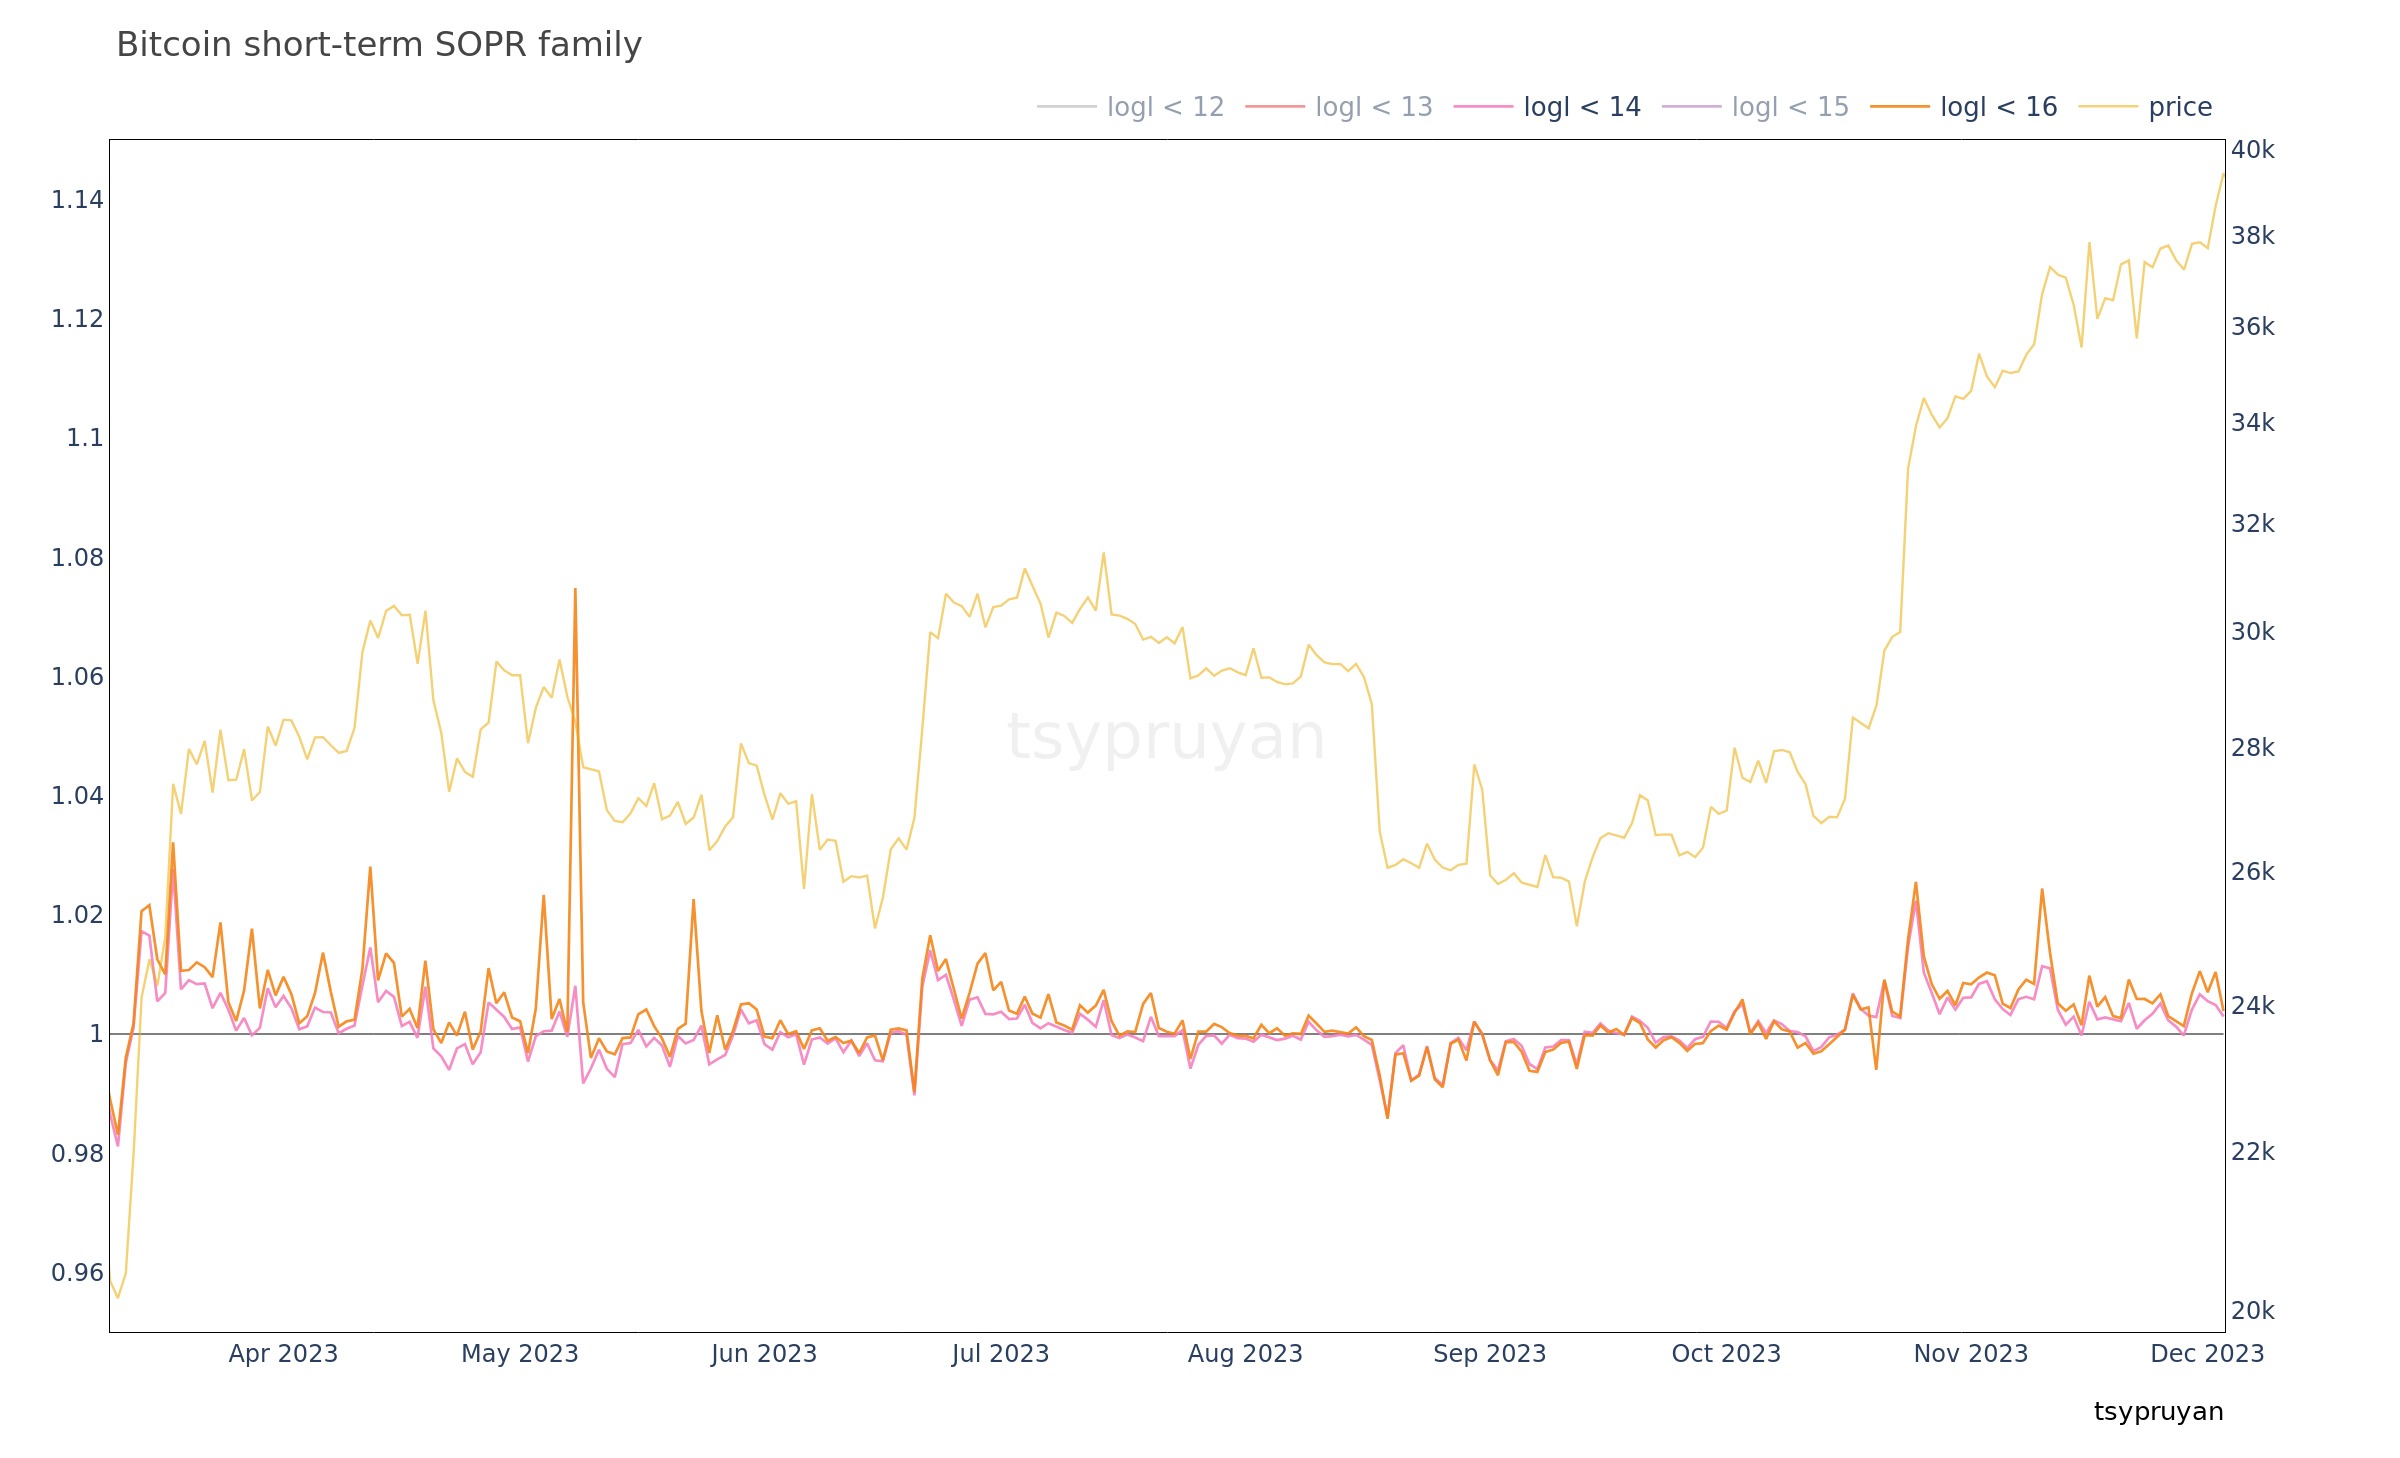 Bitcoin short-term SOPR family
logl < 12 logl < 13 logl < 14 logl < 15 logl < 16 price
1.14
1.12
1.1
1.08
1.06
1.04
1.02
1
0.98
0.96
40k
38k
36k
34k
32k
30k
28k
26k
24k
22k
20k
tsypruyan
Apr 2023 May 2023 Jun 2023 Jul 2023 Aug 2023 Sep 2023 Oct 2023 Nov 2023 Dec 2023
tsypruyan